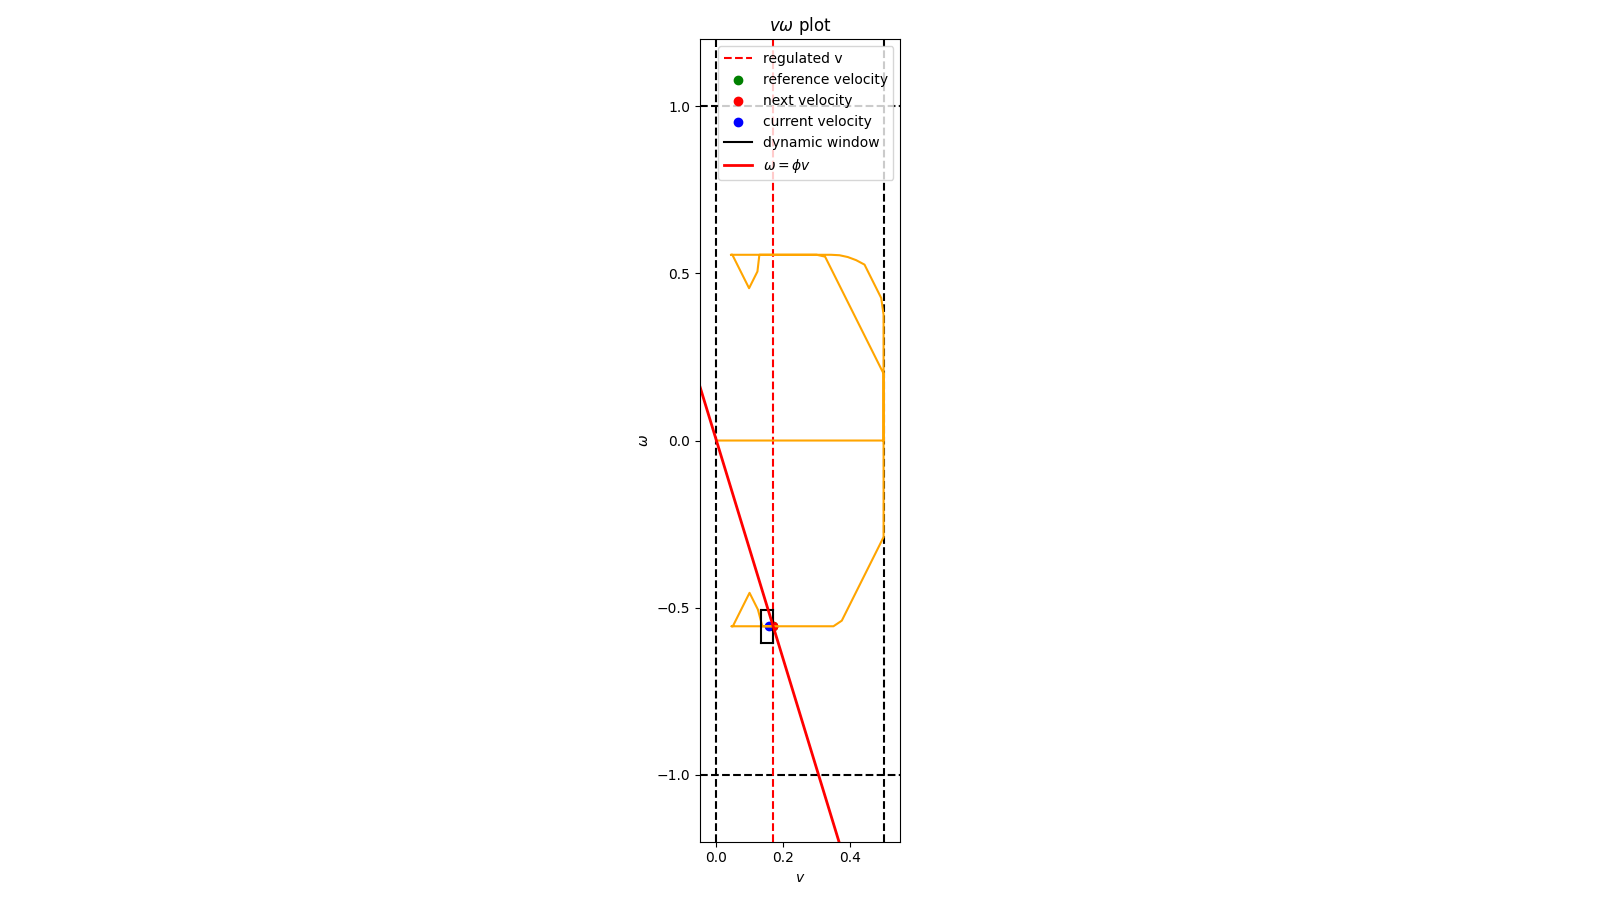 vω plot
regulated v
reference velocity
next velocity
current velocity
dynamic window
ω = ϕv
1.0
0.5
0.0
−0.5
−1.0
ω
0.0 0.2 0.4
v